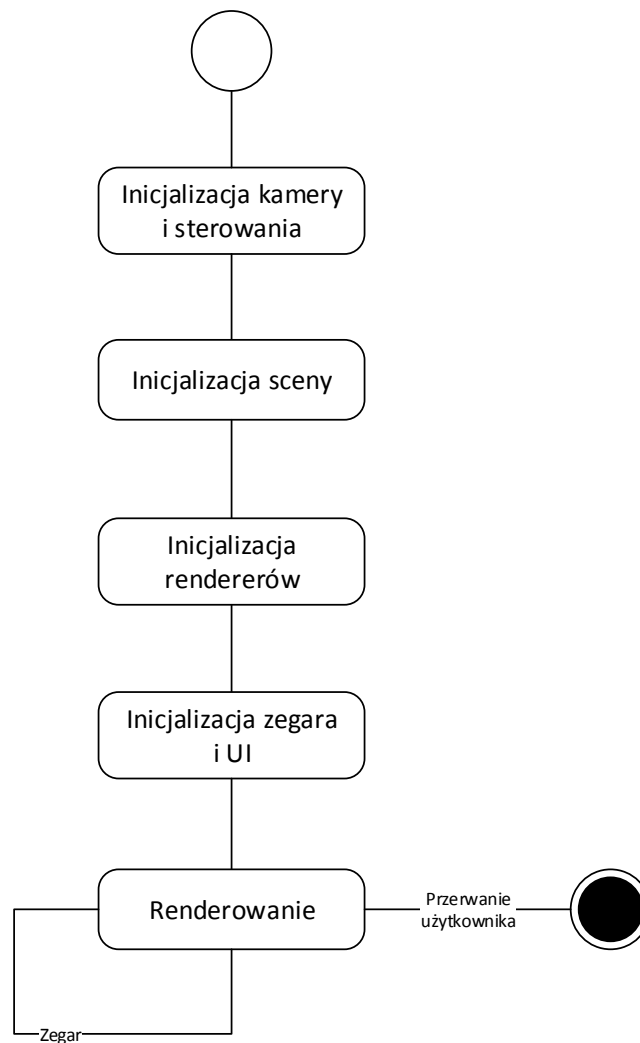 Inicjalizacja kamery
i sterowania
Inicjalizacja sceny
Inicjalizacja
rendererów
Inicjalizacja zegara
i UI
Renderowanie
Przerwanie
użytkownika
Zegar